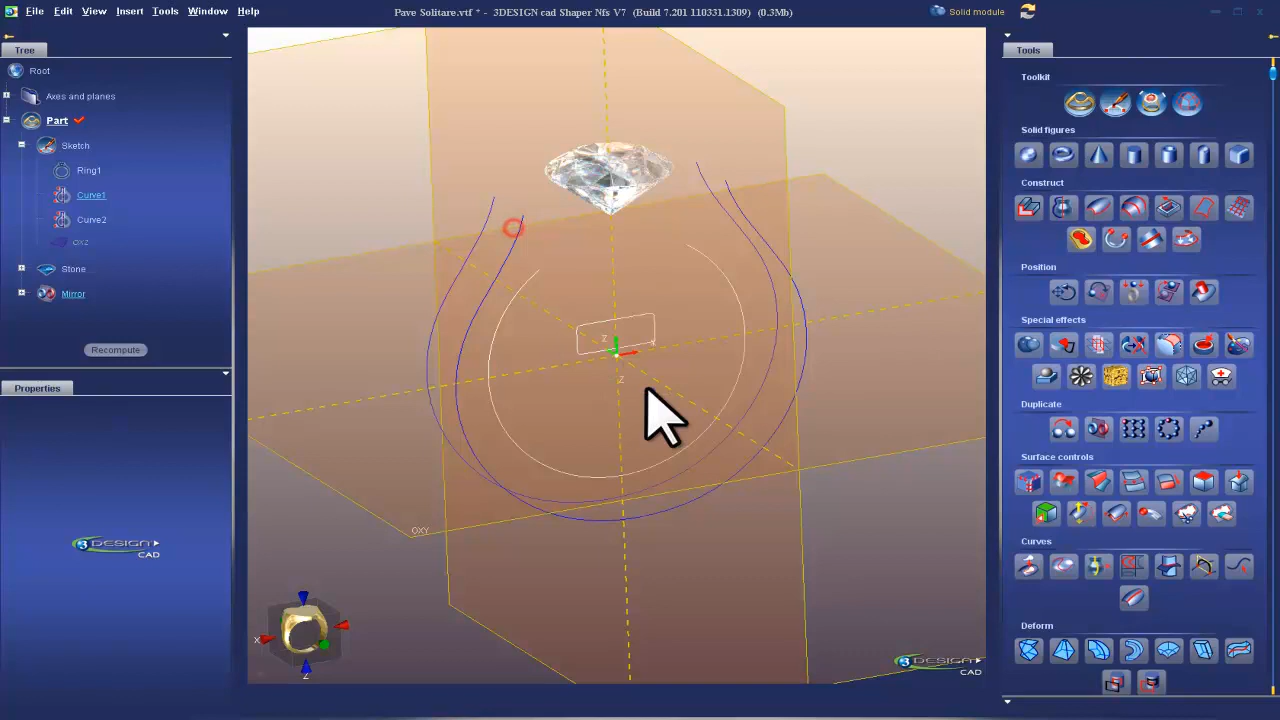 File Edit View Insert Tools Window Help
Pave Solitare.vtf * - 3DESIGN cad Shaper Nfs V7 (Build 7.201 110331.1309) (0.3Mb)
Solid module
Tree
Root
Axes and planes
Part
Sketch
Ring1
Curve1
Curve2
OXZ
Stone
Mirror
Recompute
Properties
3DESIGN
CAD
Z
Z
OXY
X
Z
3DESIGN
CAD
Tools
Toolkit
Solid figures
Construct
Position
Special effects
Duplicate
Surface controls
Curves
Deform